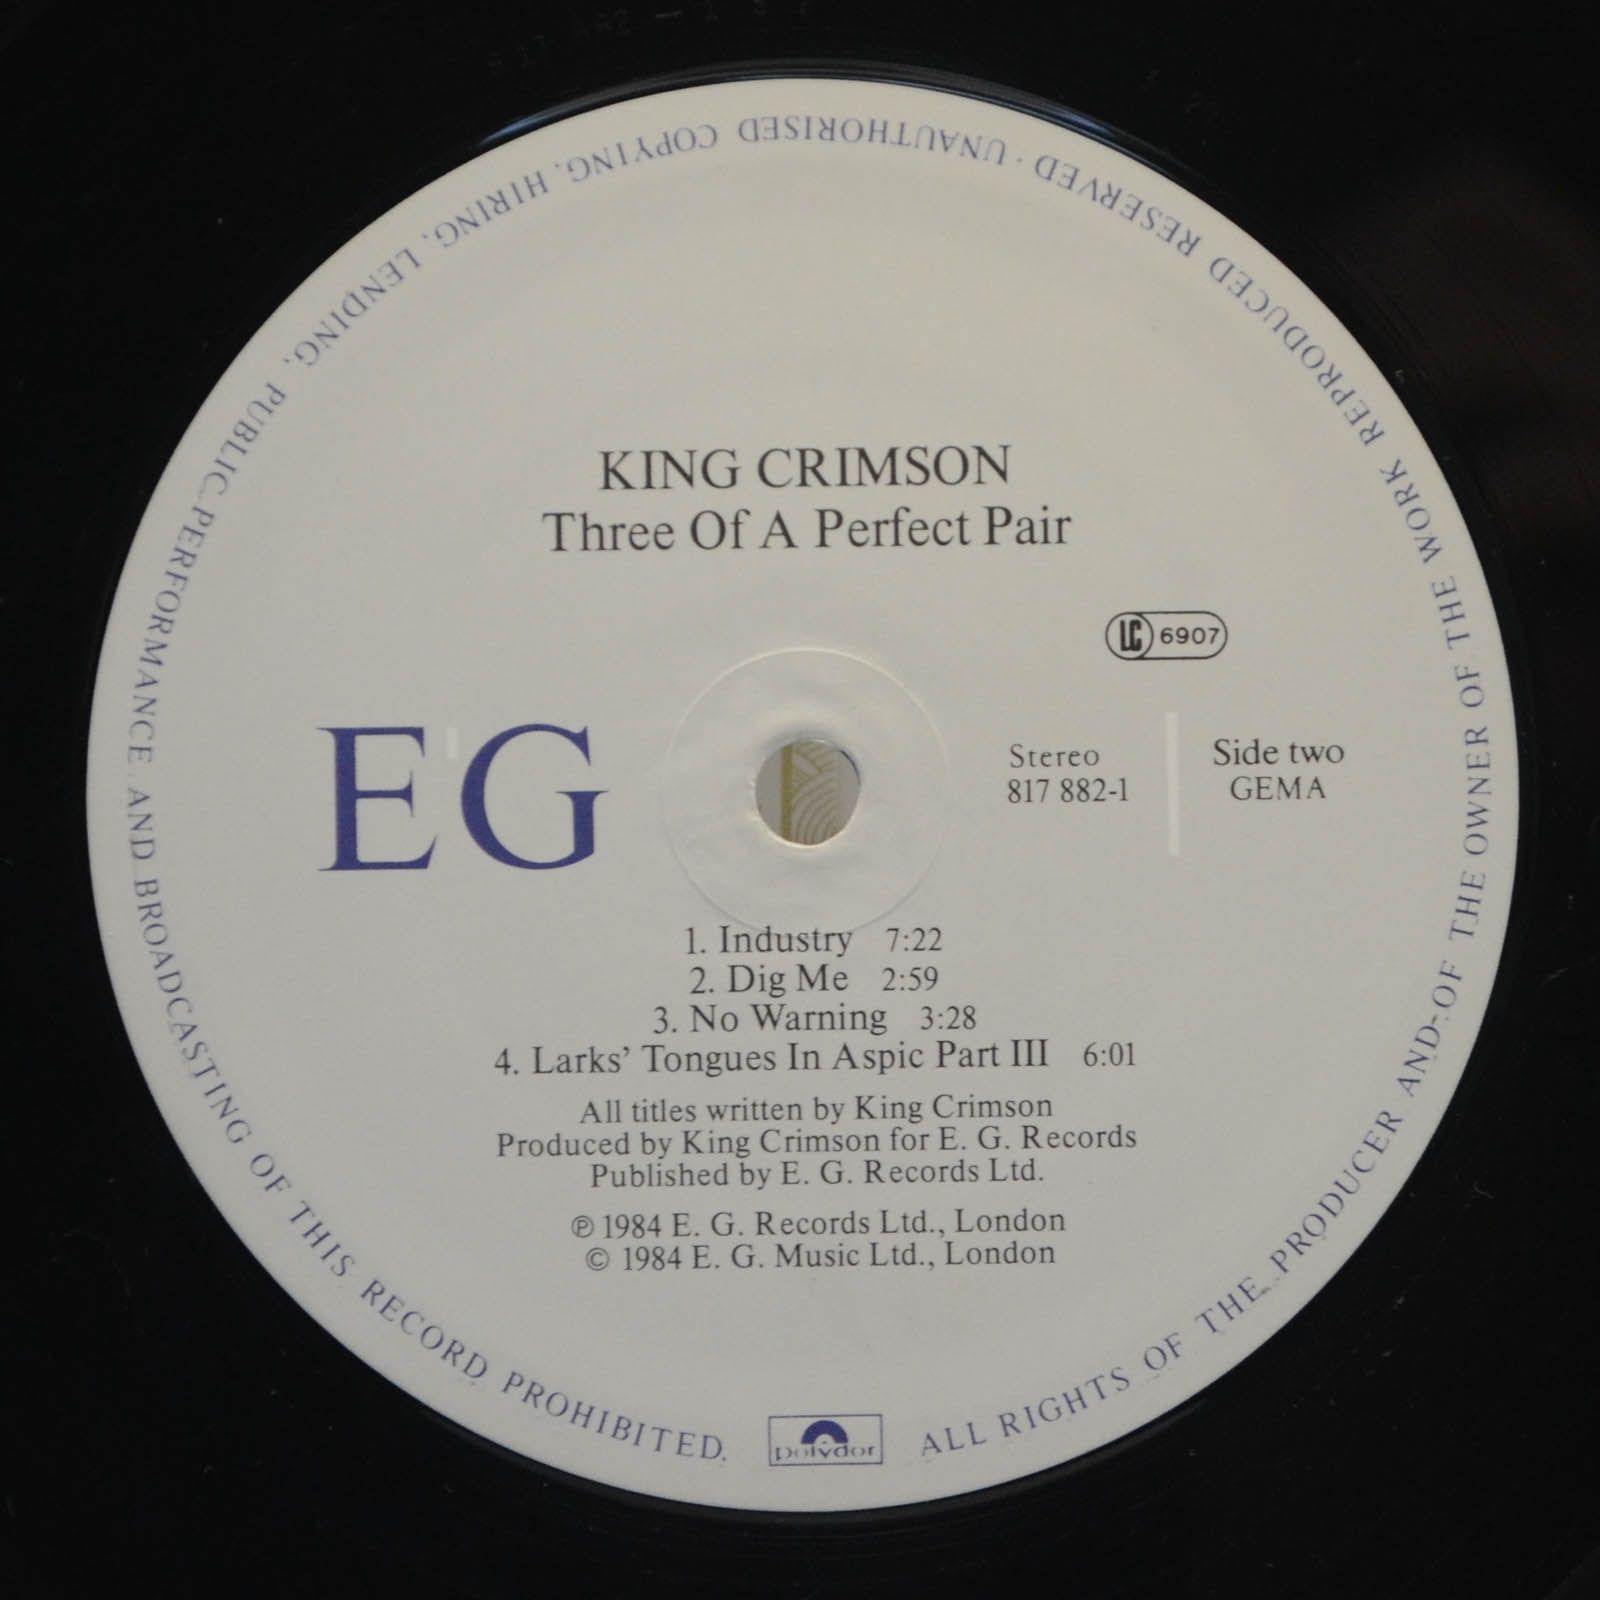 KING CRIMSON
Three Of A Perfect Pair
LC 6907
E'G
Stereo
817 882-1
Side two
GEMA
1. Industry 7:22
2. Dig Me 2:59
3. No Warning 3:28
4. Larks' Tongues In Aspic Part III 6:01
All titles written by King Crimson
Produced by King Crimson for E. G. Records
Published by E. G. Records Ltd.
℗ 1984 E. G. Records Ltd., London
© 1984 E. G. Music Ltd., London
ALL RIGHTS OF THE PRODUCER AND OF THE OWNER OF THE WORK REPRODUCED RESERVED · UNAUTHORISED COPYING, HIRING, LENDING, PUBLIC PERFORMANCE AND BROADCASTING OF THIS RECORD PROHIBITED.
polydor